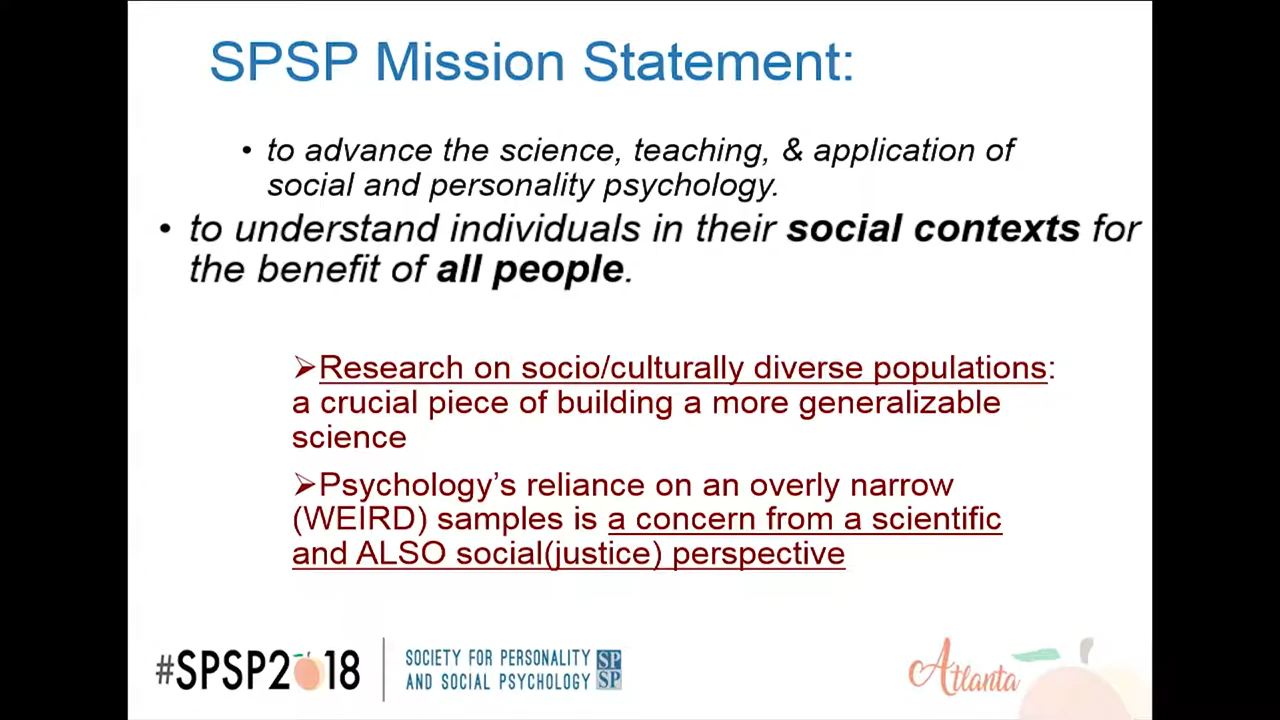 SPSP Mission Statement:
• to advance the science, teaching, & application of
social and personality psychology.
• to understand individuals in their social contexts for
the benefit of all people.
➢Research on socio/culturally diverse populations:
a crucial piece of building a more generalizable
science
➢Psychology’s reliance on an overly narrow
(WEIRD) samples is a concern from a scientific
and ALSO social(justice) perspective
#SPSP2018
SOCIETY FOR PERSONALITY
AND SOCIAL PSYCHOLOGY
SP
SP
Atlanta